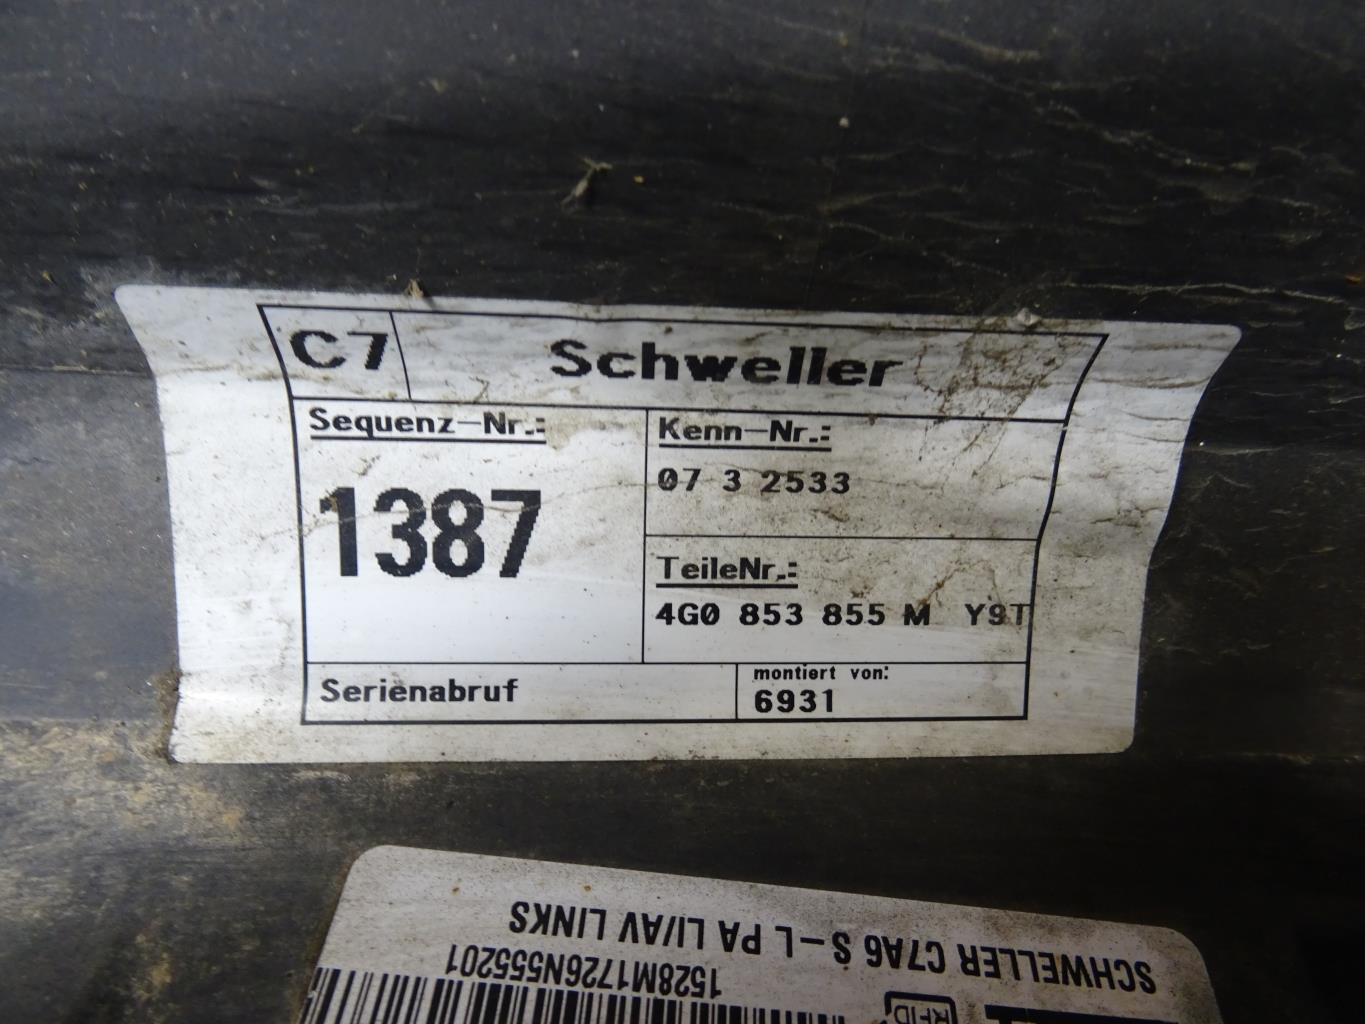 C7 Schweller
Sequenz-Nr.:
1387
Kenn-Nr.:
07 3 2533
TeileNr.:
4G0 853 855 M Y9T
Serienabruf
montiert von:
6931
SCHWELLER C7A6 S-L PA LI/AV LINKS
1528M1726N555201
RFID